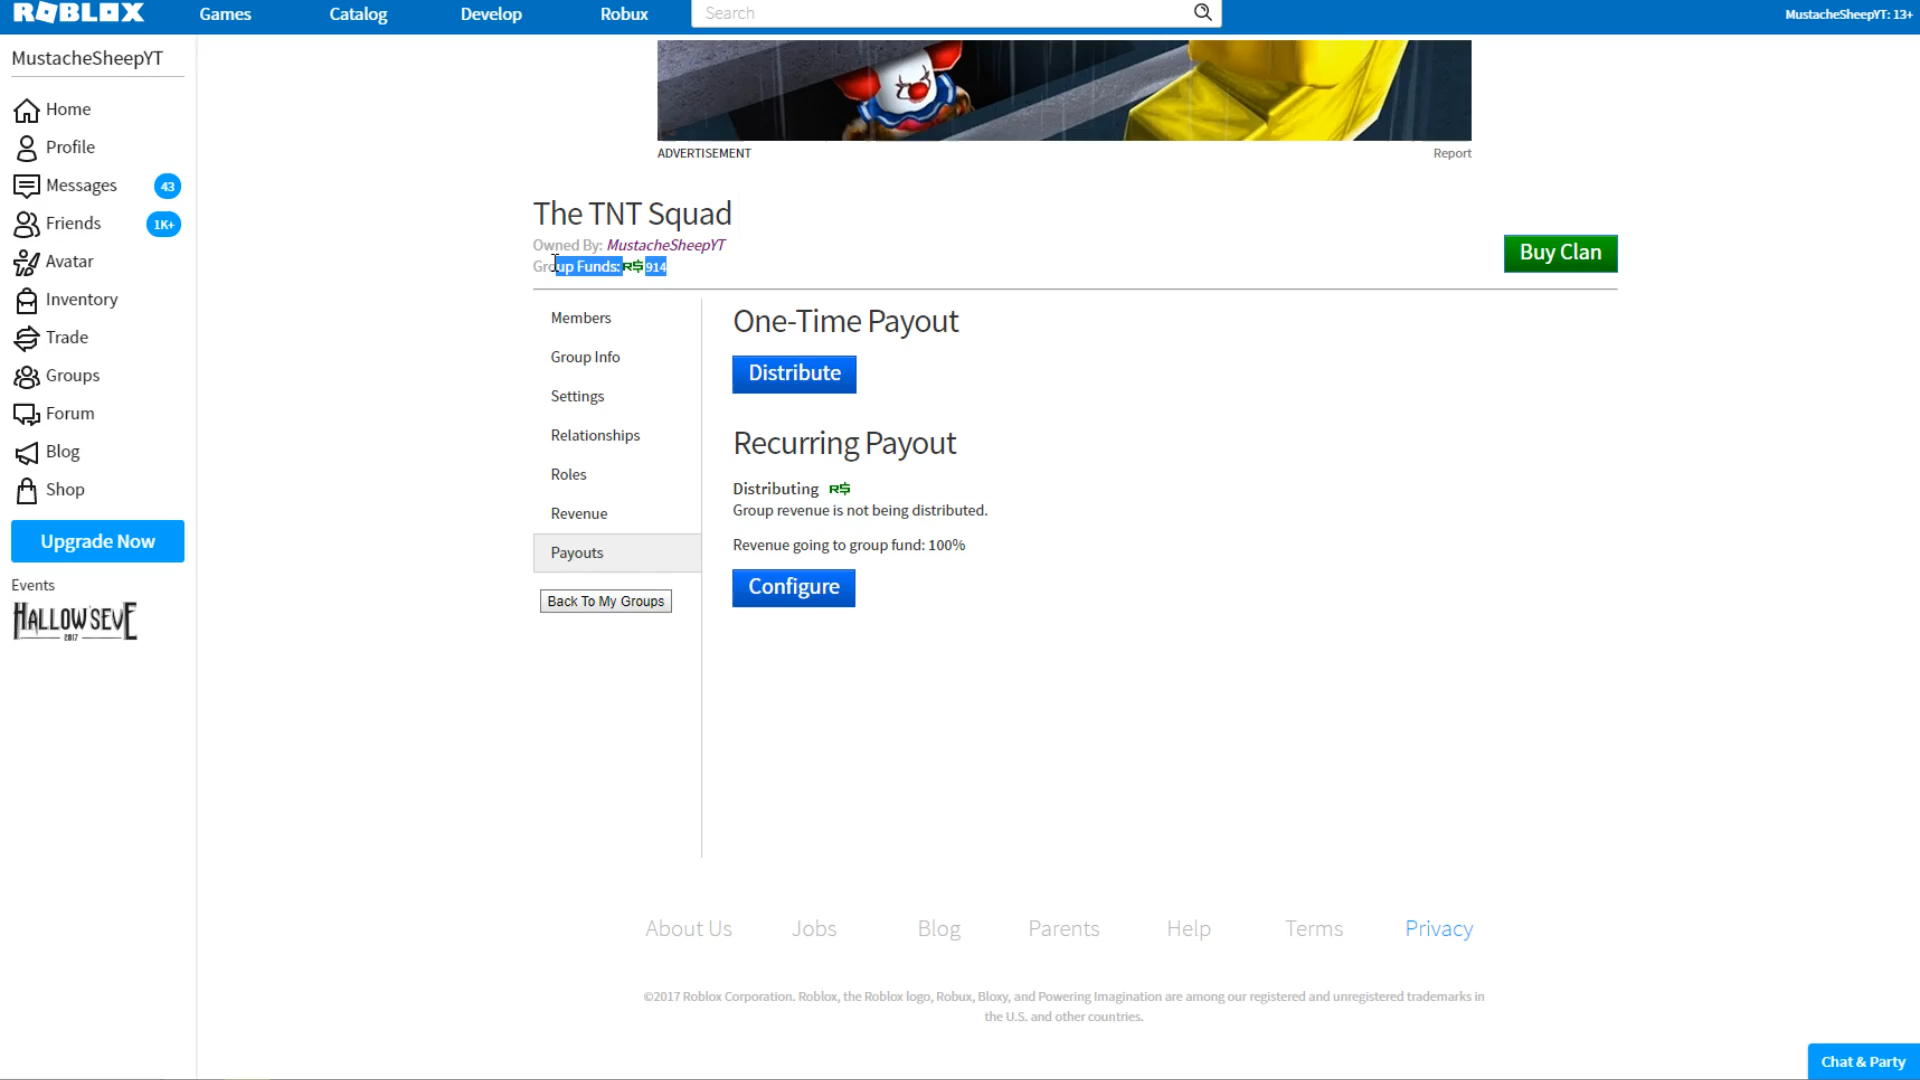 ROBLOX
Games
Catalog
Develop
Robux
Search
MustacheSheepYT: 13+
MustacheSheepYT
Home
Profile
Messages
43
Friends
1K+
Avatar
Inventory
Trade
Groups
Forum
Blog
Shop
Upgrade Now
Events
HALLOW'S EVE
2017
ADVERTISEMENT
Report
The TNT Squad
Owned By: MustacheSheepYT
Group Funds: R$ 914
Buy Clan
Members
Group Info
Settings
Relationships
Roles
Revenue
Payouts
Back To My Groups
One-Time Payout
Distribute
Recurring Payout
Distributing R$
Group revenue is not being distributed.
Revenue going to group fund: 100%
Configure
About Us
Jobs
Blog
Parents
Help
Terms
Privacy
©2017 Roblox Corporation. Roblox, the Roblox logo, Robux, Bloxy, and Powering Imagination are among our registered and unregistered trademarks in
the U.S. and other countries.
Chat & Party